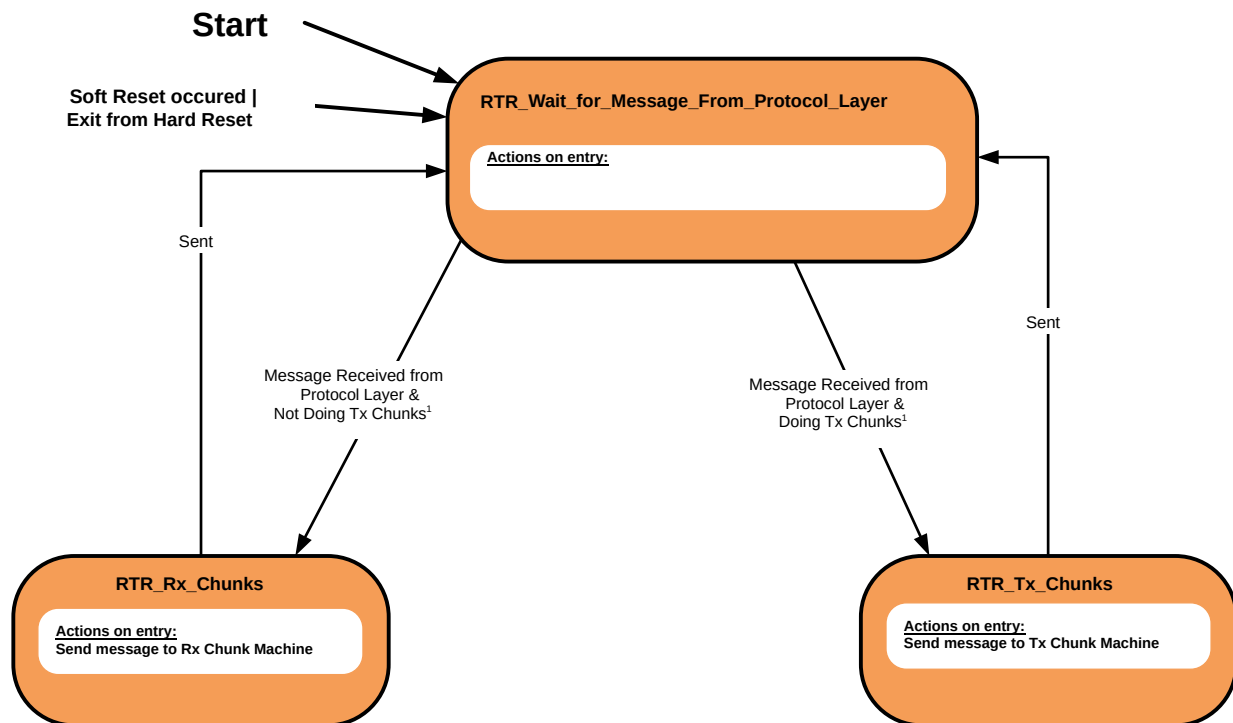 Start
Soft Reset occured |
Exit from Hard Reset
RTR_Wait_for_Message_From_Protocol_Layer
Actions on entry:
Sent
Sent
Message Received from
Protocol Layer &
Not Doing Tx Chunks¹
Message Received from
Protocol Layer &
Doing Tx Chunks¹
RTR_Rx_Chunks
Actions on entry:
Send message to Rx Chunk Machine
RTR_Tx_Chunks
Actions on entry:
Send message to Tx Chunk Machine